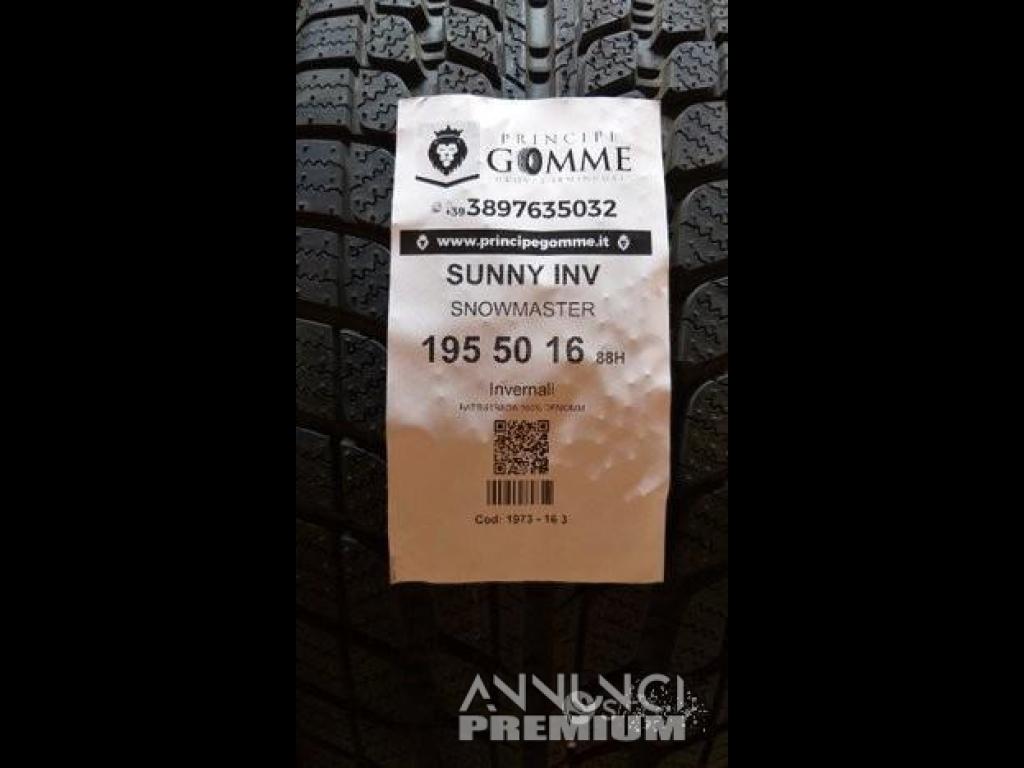 PRINCIPE
GOMME
+39 3897635032
www.principegomme.it
SUNNY INV
SNOWMASTER
195 50 16 88H
Invernali
Cod: 1973 - 16 3
ANNUNCI
PREMIUM